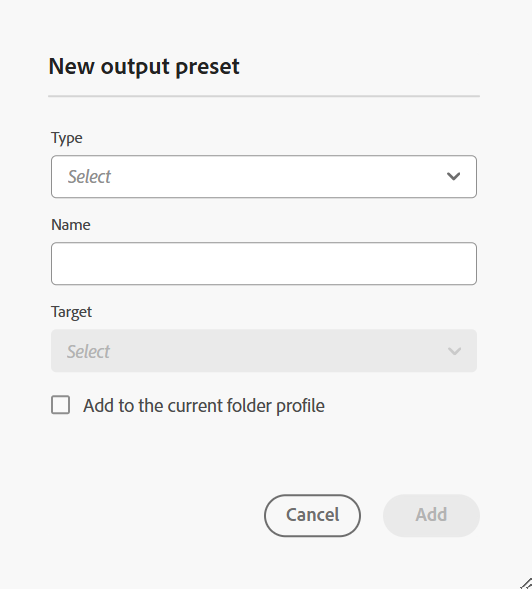 New output preset
Type
Select
Name
Target
Select
Add to the current folder profile
Cancel
Add